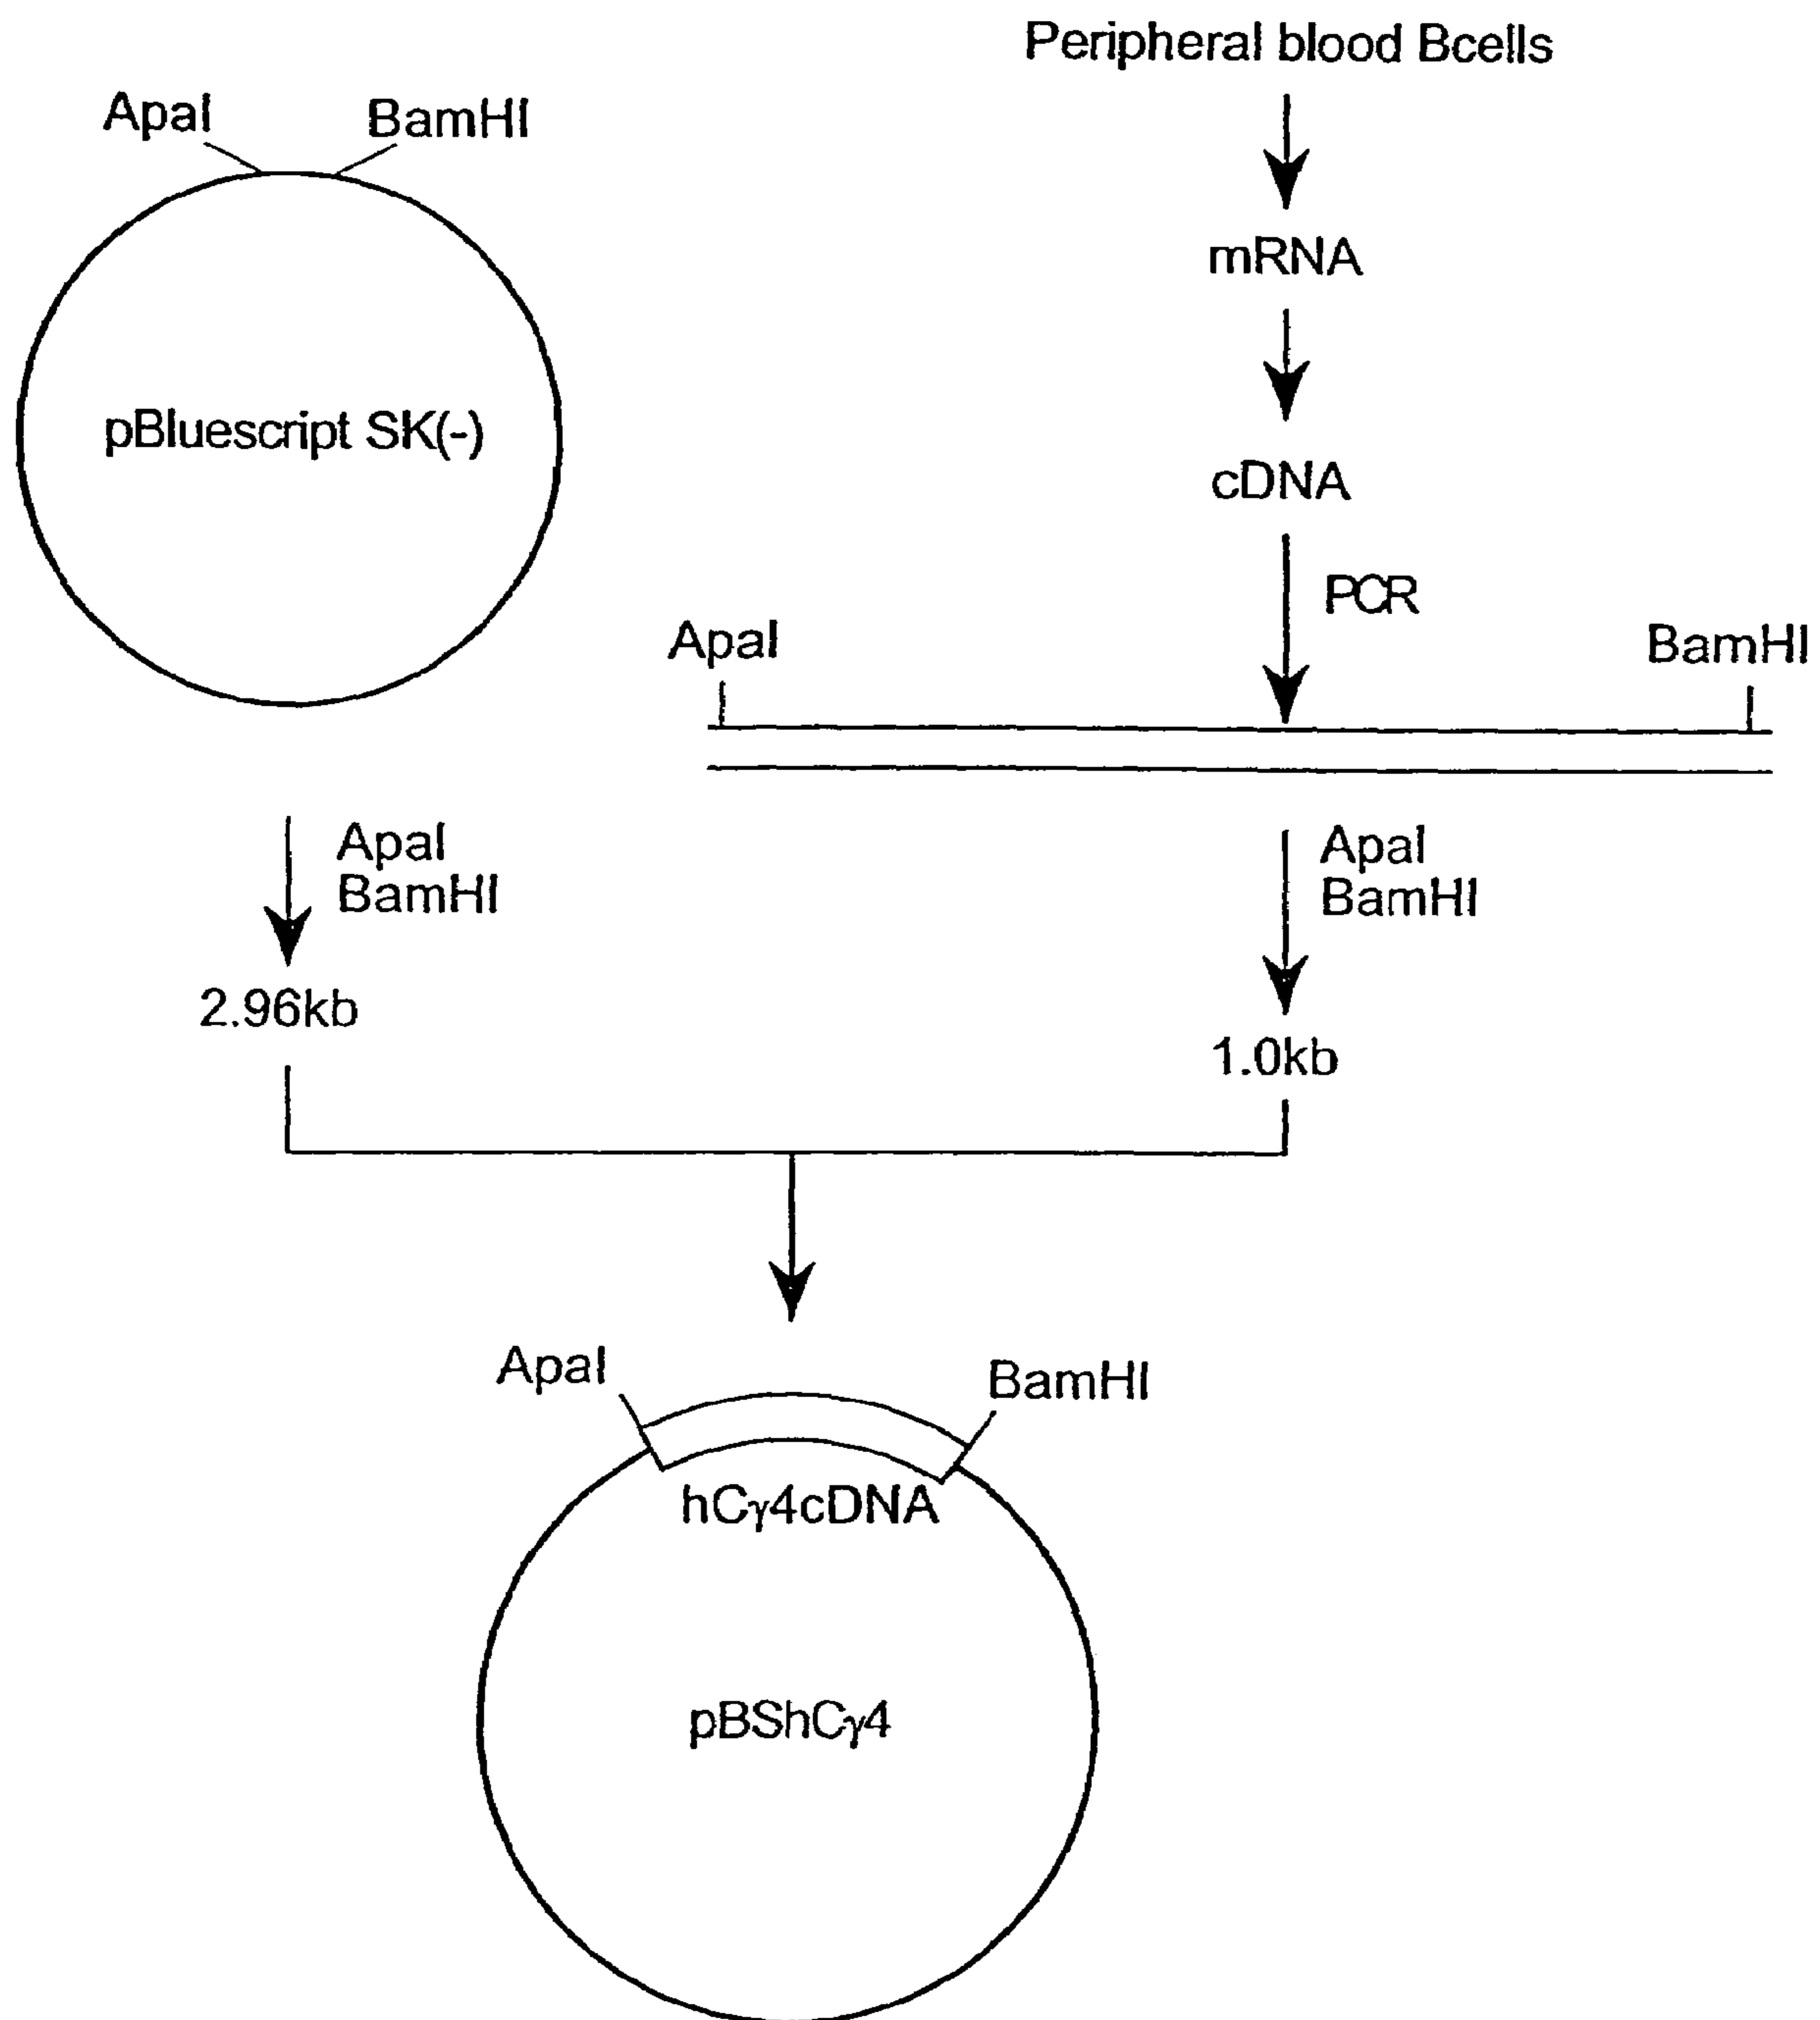 Peripheral blood Bcells
ApaI
BamHI
mRNA
pBluescript SK(-)
cDNA
PCR
ApaI
BamHI
ApaI
BamHI
ApaI
BamHI
2.96kb
1.0kb
ApaI
BamHI
hCγ4cDNA
pBShCγ4